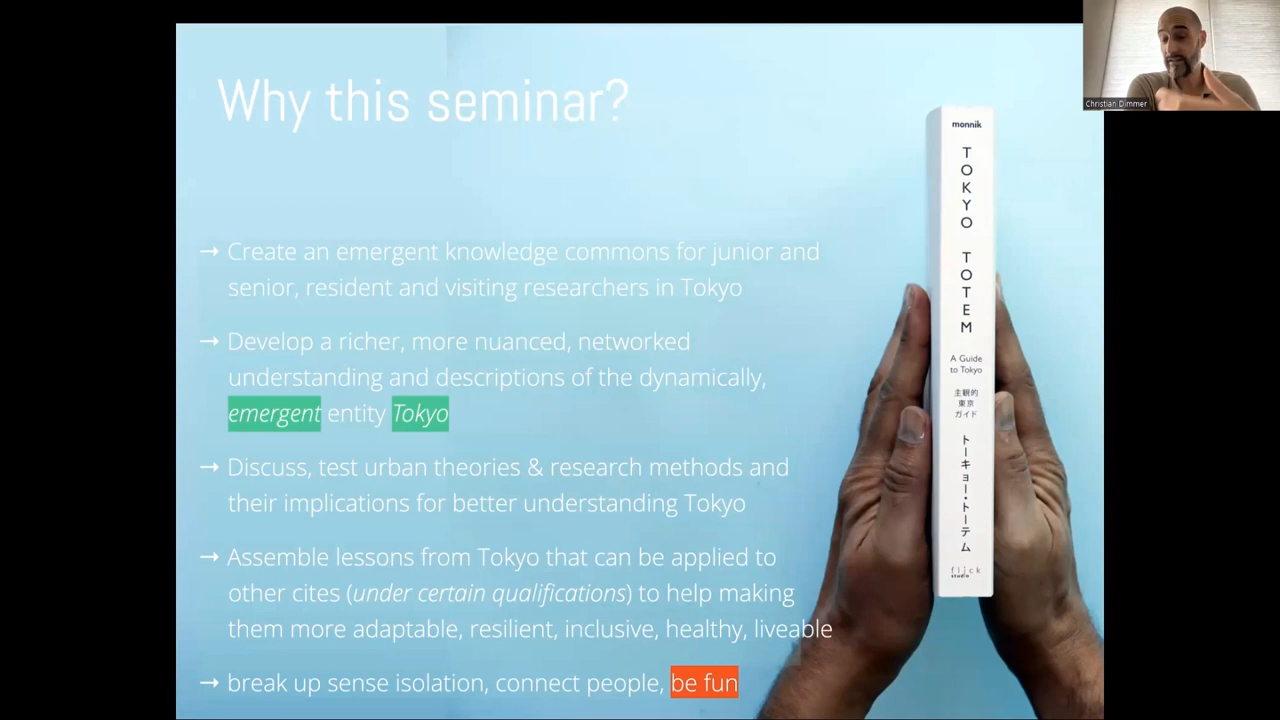 Why this seminar?
→ Create an emergent knowledge commons for junior and
senior, resident and visiting researchers in Tokyo
→ Develop a richer, more nuanced, networked
understanding and descriptions of the dynamically,
emergent entity Tokyo
→ Discuss, test urban theories & research methods and
their implications for better understanding Tokyo
→ Assemble lessons from Tokyo that can be applied to
other cites (under certain qualifications) to help making
them more adaptable, resilient, inclusive, healthy, liveable
→ break up sense isolation, connect people, be fun
monnik
TOKYO TOTEM
A Guide
to Tokyo
主観的
東京
ガイド
トーキョー・トーテム
flick
studio
Christian Dimmer